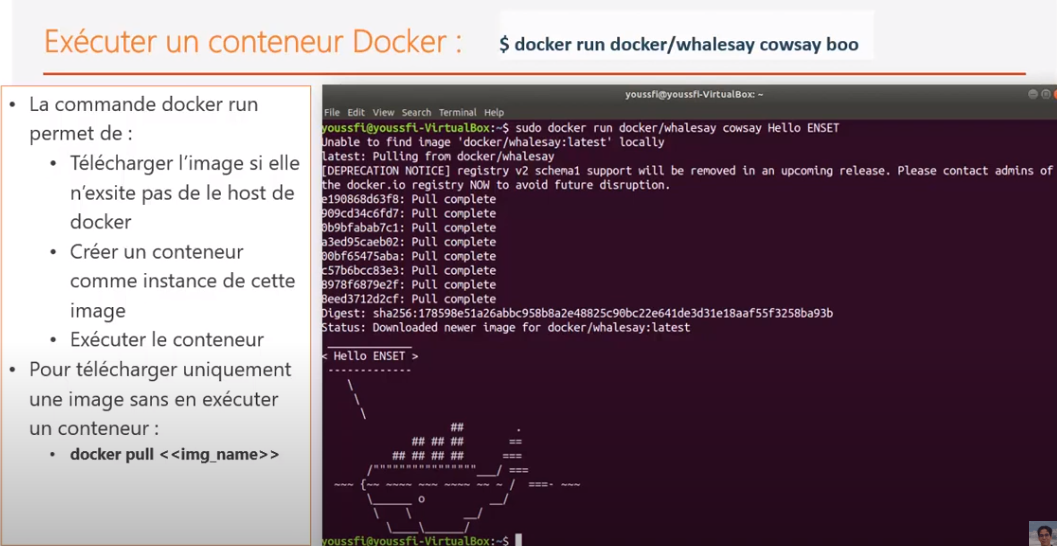 Exécuter un conteneur Docker :
$ docker run docker/whalesay cowsay boo
• La commande docker run
permet de :
• Télécharger l'image si elle
n'exsite pas de le host de
docker
• Créer un conteneur
comme instance de cette
image
• Exécuter le conteneur
• Pour télécharger uniquement
une image sans en exécuter
un conteneur :
• docker pull <<img_name>>
youssfi@youssfi-VirtualBox: ~
File Edit View Search Terminal Help
youssfi@youssfi-VirtualBox:~$ sudo docker run docker/whalesay cowsay Hello ENSET
Unable to find image 'docker/whalesay:latest' locally
latest: Pulling from docker/whalesay
[DEPRECATION NOTICE] registry v2 schema1 support will be removed in an upcoming release. Please contact admins of
the docker.io registry NOW to avoid future disruption.
e190868d63f8: Pull complete
909cd34c6fd7: Pull complete
0b9bfabab7c1: Pull complete
a3ed95caeb02: Pull complete
00bf65475aba: Pull complete
c57b6bcc83e3: Pull complete
8978f6879e2f: Pull complete
8eed3712d2cf: Pull complete
Digest: sha256:178598e51a26abbc958b8a2e48825c90bc22e641de3d31e18aaf55f3258ba93b
Status: Downloaded newer image for docker/whalesay:latest
 _____________
< Hello ENSET >
 -------------
    \
     \
      \
                    ##        .
              ## ## ##       ==
           ## ## ## ##      ===
       /""""""""""""""""___/ ===
  ~~~ {~~ ~~~~ ~~~ ~~~~ ~~ ~ /  ===- ~~~
       \______ o          __/
        \    \        __/
          \____\______/
youssfi@youssfi-VirtualBox:~$